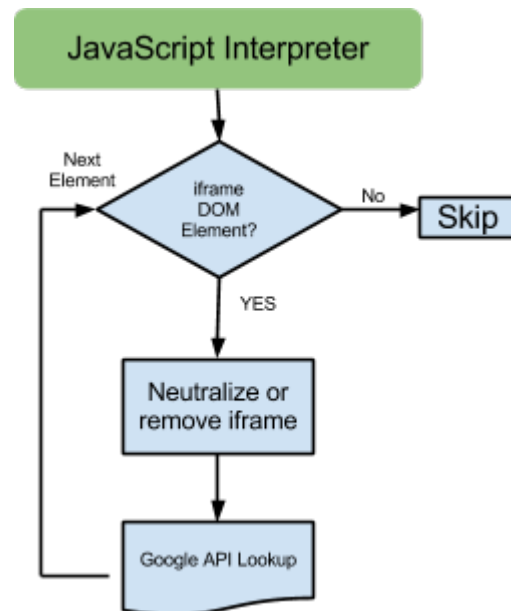 JavaScript Interpreter
Next
Element
iframe
DOM
Element?
No
Skip
YES
Neutralize or
remove iframe
Google API Lookup